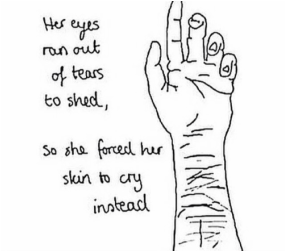 Her eyes
ran out
of tears
to shed,
So she forced her
skin to cry
instead